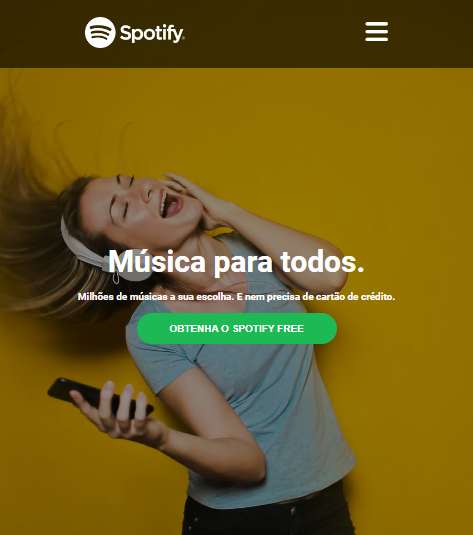 Spotify
Música para todos.
Milhões de músicas a sua escolha. E nem precisa de cartão de crédito.
OBTENHA O SPOTIFY FREE